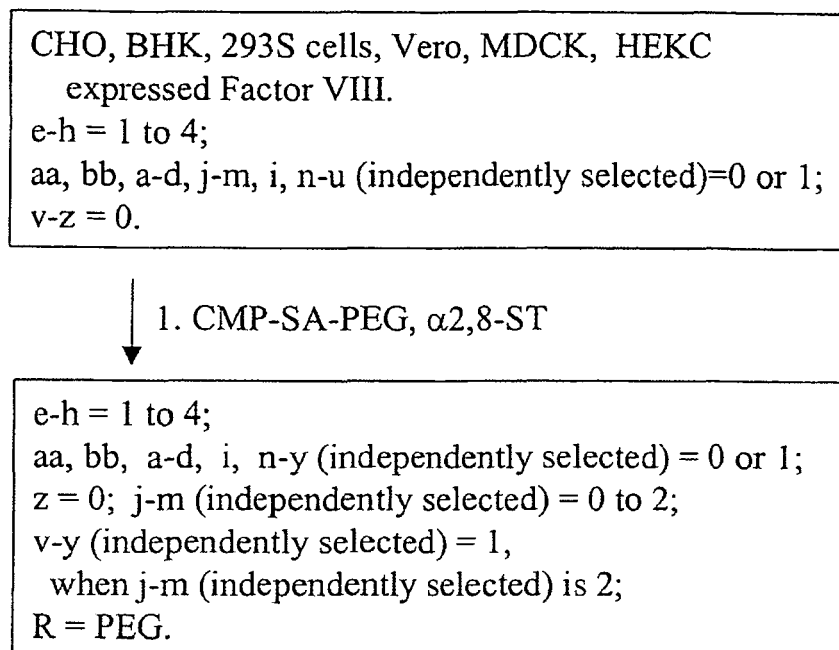 CHO, BHK, 293S cells, Vero, MDCK, HEKC
expressed Factor VIII.
e-h = 1 to 4;
aa, bb, a-d, j-m, i, n-u (independently selected)=0 or 1;
v-z = 0.
1. CMP-SA-PEG, α2,8-ST
e-h = 1 to 4;
aa, bb, a-d, i, n-y (independently selected) = 0 or 1;
z = 0; j-m (independently selected) = 0 to 2;
v-y (independently selected) = 1,
when j-m (independently selected) is 2;
R = PEG.